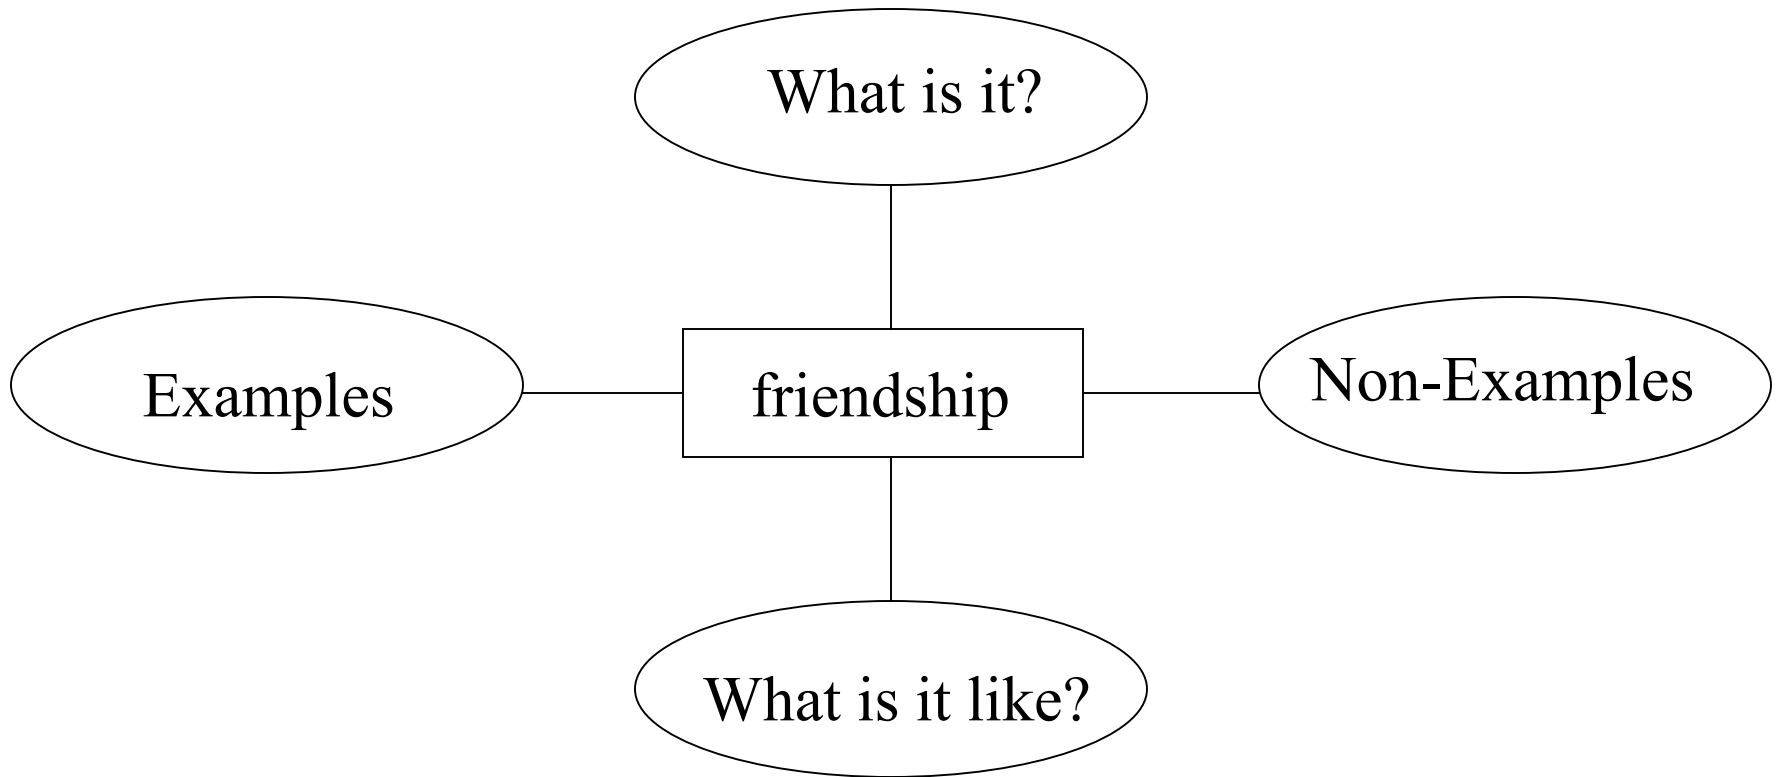 What is it?
Examples
friendship
Non-Examples
What is it like?